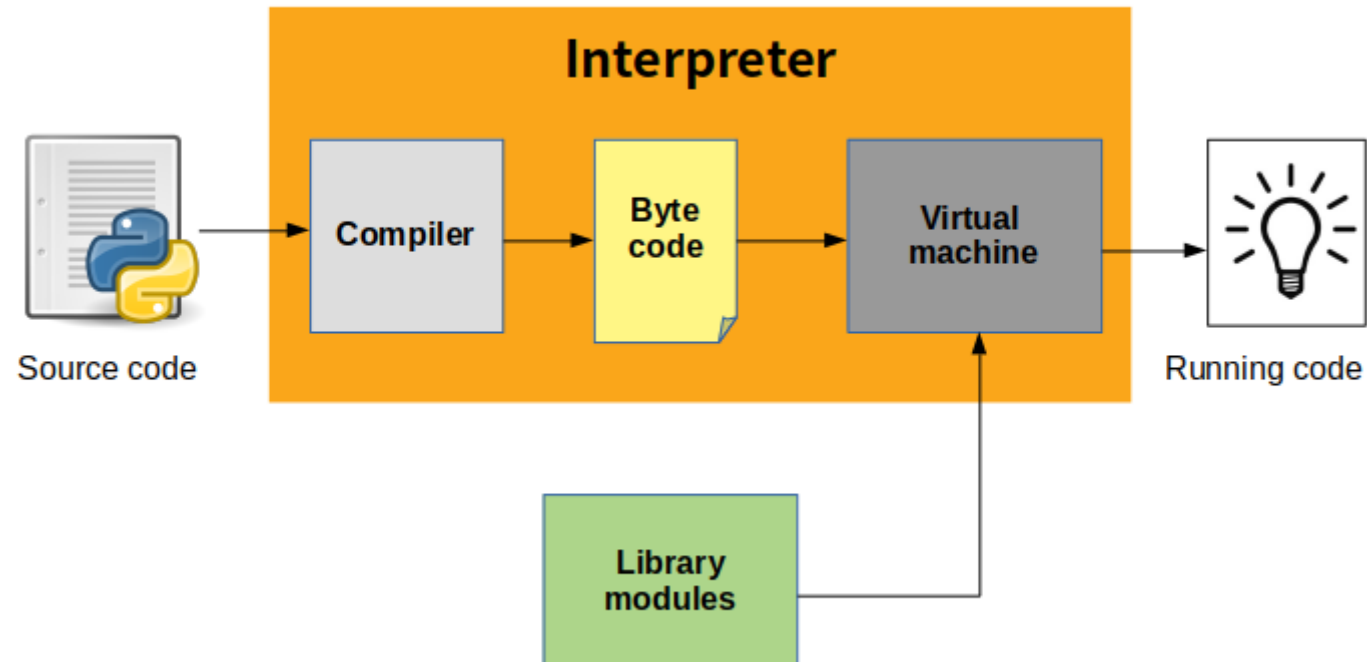 Interpreter
Source code
Compiler
Byte
code
Virtual
machine
Running code
Library
modules